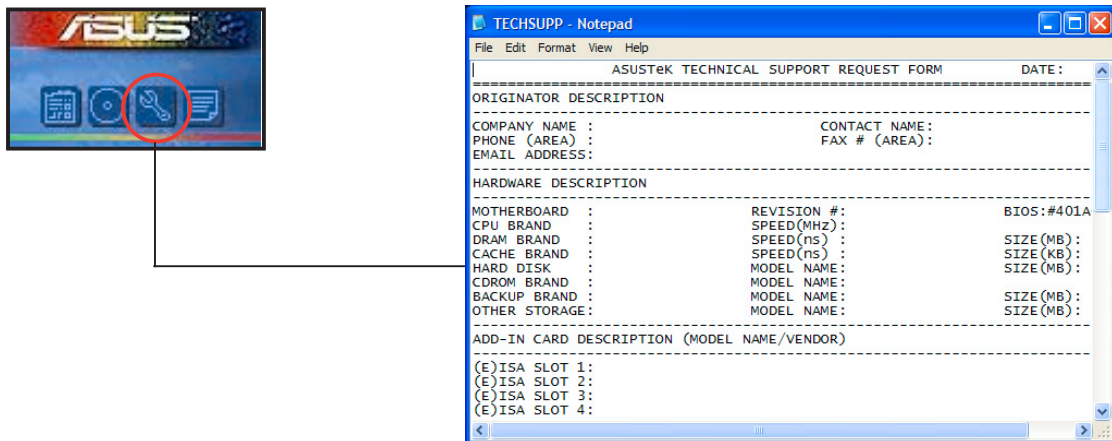 ASUS
TECHSUPP - Notepad
File Edit Format View Help
ASUSTeK TECHNICAL SUPPORT REQUEST FORM DATE:
ORIGINATOR DESCRIPTION
COMPANY NAME : CONTACT NAME:
PHONE (AREA) : FAX # (AREA):
EMAIL ADDRESS:
HARDWARE DESCRIPTION
MOTHERBOARD : REVISION #: BIOS:#401A
CPU BRAND : SPEED(MHz):
DRAM BRAND : SPEED(ns) : SIZE(MB):
CACHE BRAND : SPEED(ns) : SIZE(KB):
HARD DISK : MODEL NAME: SIZE(MB):
CDROM BRAND : MODEL NAME:
BACKUP BRAND : MODEL NAME: SIZE(MB):
OTHER STORAGE: MODEL NAME: SIZE(MB):
ADD-IN CARD DESCRIPTION (MODEL NAME/VENDOR)
(E)ISA SLOT 1:
(E)ISA SLOT 2:
(E)ISA SLOT 3:
(E)ISA SLOT 4: